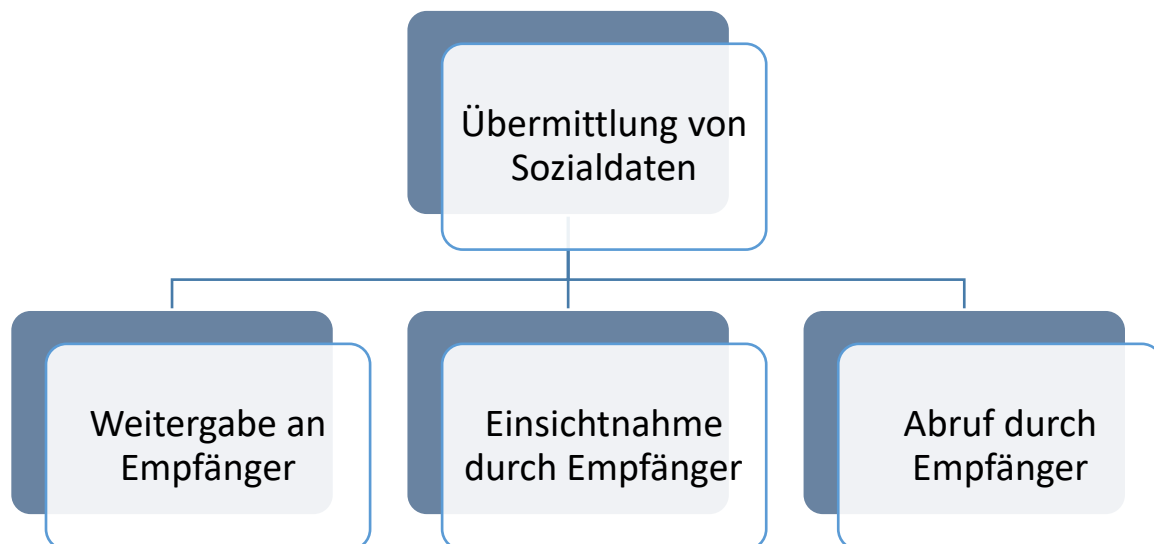 Übermittlung von
Sozialdaten
Weitergabe an
Empfänger
Einsichtnahme
durch Empfänger
Abruf durch
Empfänger